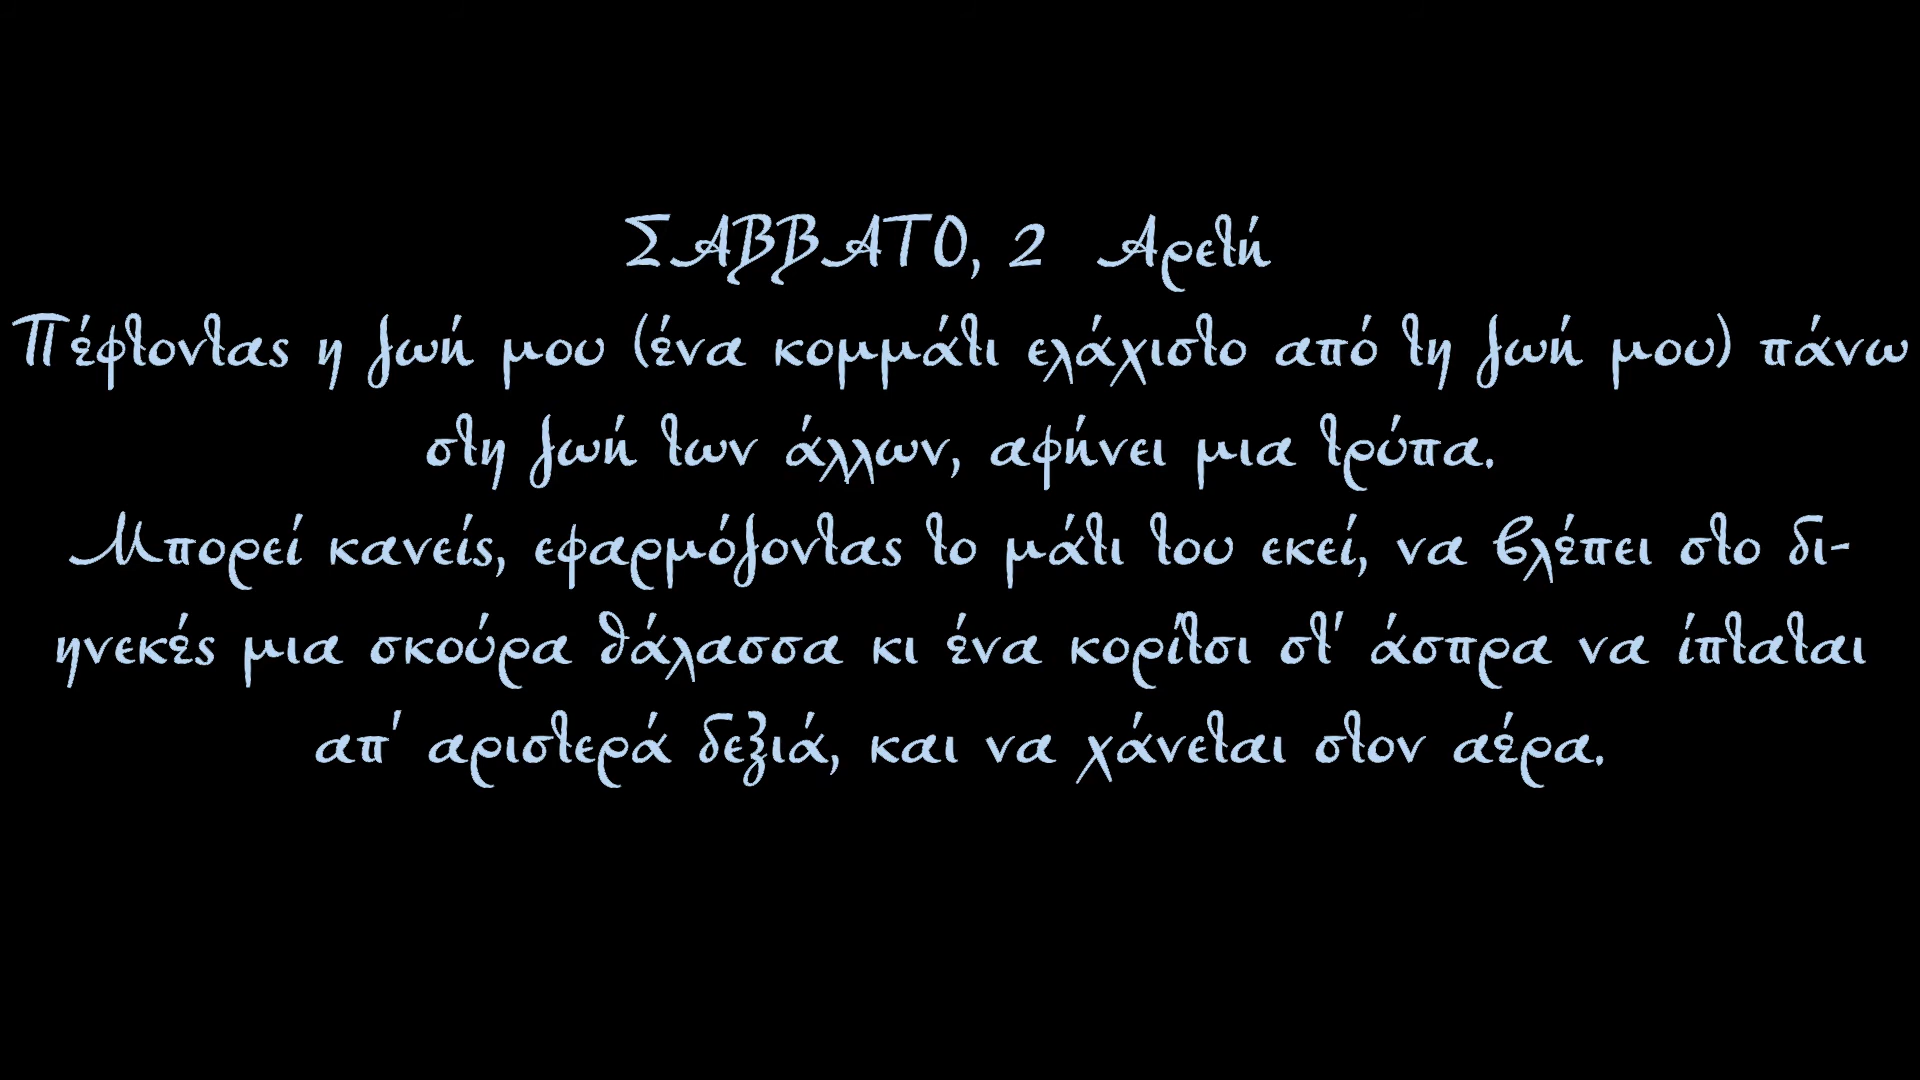 ΣΑΒΒΑΤΟ, 2 Αρετή
Πέφτοντας η ζωή μου (ένα κομμάτι ελάχιστο από τη ζωή μου) πάνω
στη ζωή των άλλων, αφήνει μια τρύπα.
Μπορεί κανείς, εφαρμόζοντας το μάτι του εκεί, να βλέπει στο δι-
ηνεκές μια σκούρα θάλασσα κι ένα κορίτσι στ' άσπρα να ίπταται
απ' αριστερά δεξιά, και να χάνεται στον αέρα.